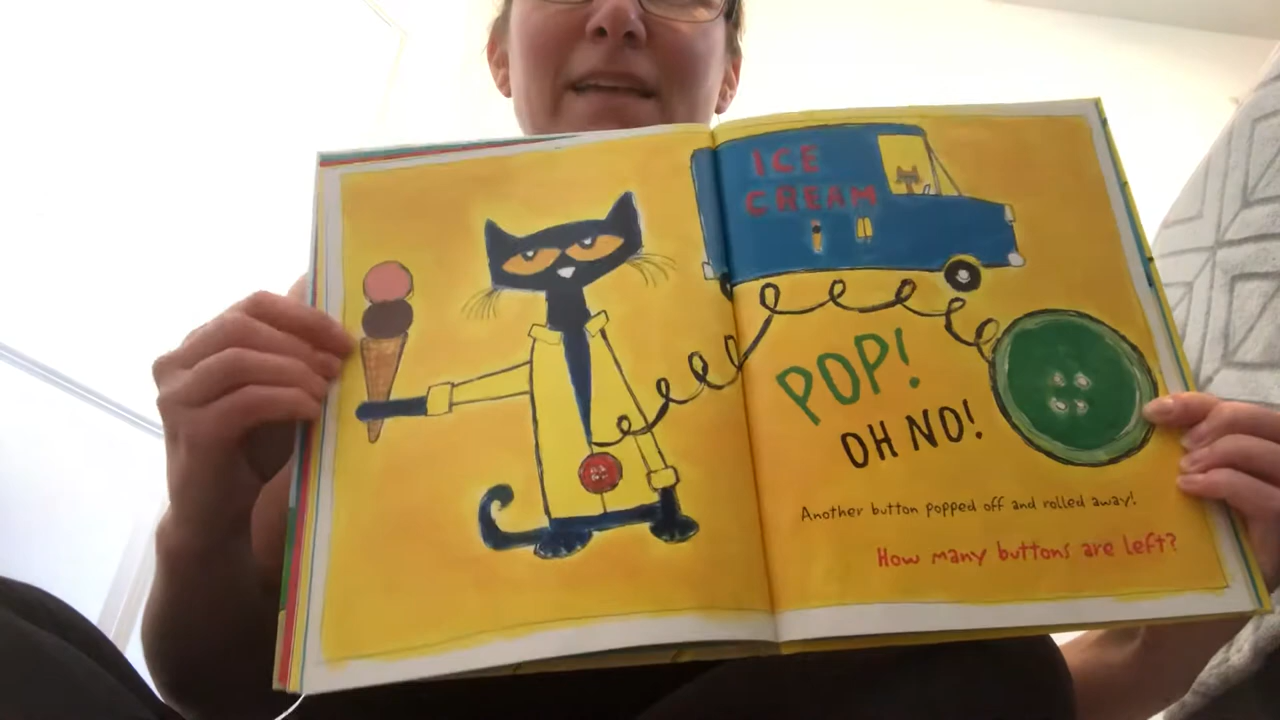 ICE
CREAM
POP!
OH NO!
Another button popped off and rolled away!
How many buttons are left?